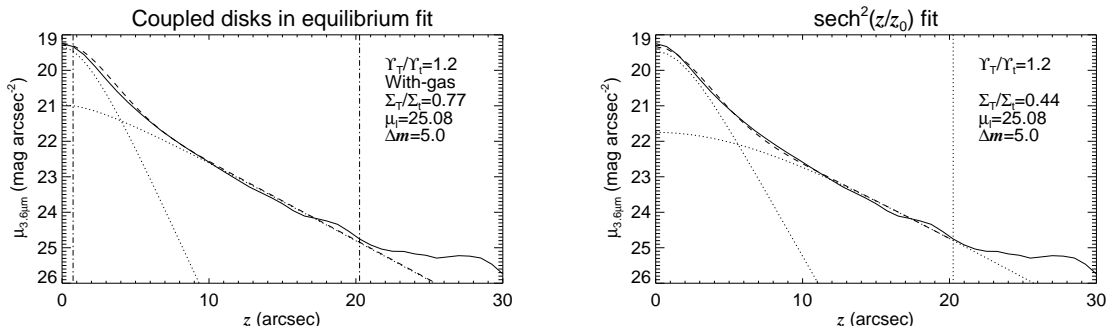 Coupled disks in equilibrium fit
19
20
21
22
23
24
25
26
μ3.6μm (mag arcsec-2)
ΥT/Υt=1.2
With-gas
ΣT/Σt=0.77
μl=25.08
Δm=5.0
0 10 20 30
z (arcsec)
sech2(z/z0) fit
19
20
21
22
23
24
25
26
μ3.6μm (mag arcsec-2)
ΥT/Υt=1.2
ΣT/Σt=0.44
μl=25.08
Δm=5.0
0 10 20 30
z (arcsec)